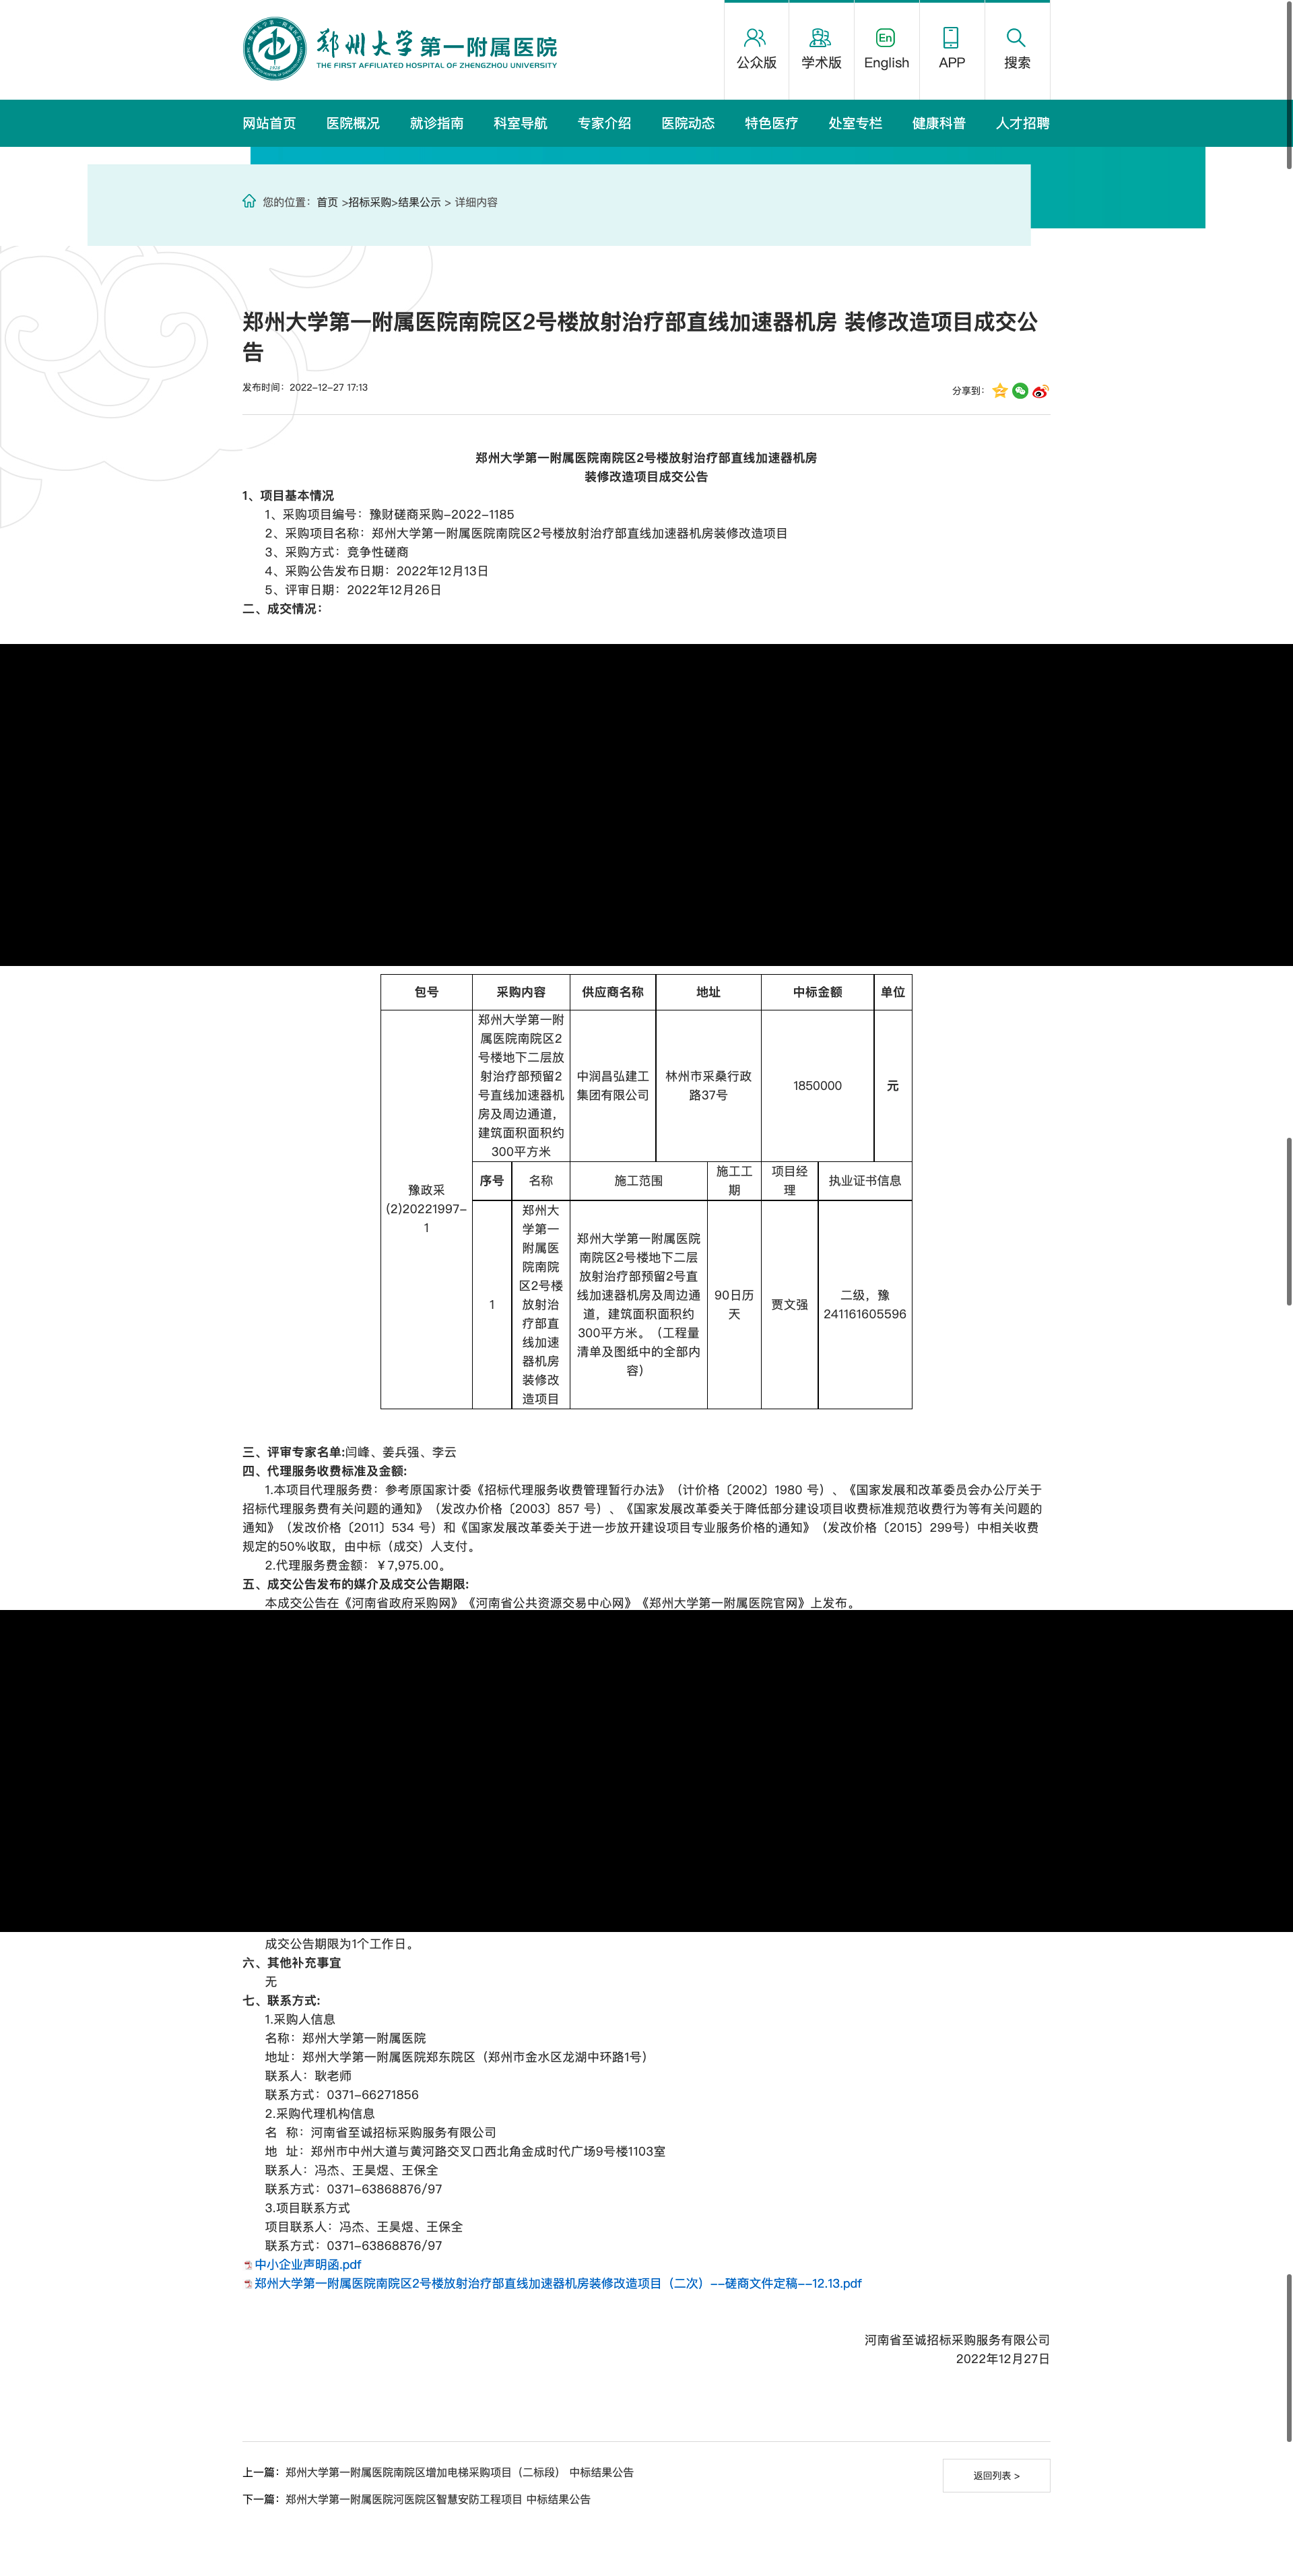 郑州大学第一附属医院
THE FIRST AFFILIATED HOSPITAL OF ZHENGZHOU UNIVERSITY
公众版
学术版
En
English
APP
搜索
网站首页 医院概况 就诊指南 科室导航 专家介绍 医院动态 特色医疗 处室专栏 健康科普 人才招聘
您的位置：首页 >招标采购>结果公示 > 详细内容
郑州大学第一附属医院南院区2号楼放射治疗部直线加速器机房 装修改造项目成交公
告
发布时间：2022-12-27 17:13
分享到：
郑州大学第一附属医院南院区2号楼放射治疗部直线加速器机房
装修改造项目成交公告
1、项目基本情况
1、采购项目编号：豫财磋商采购-2022-1185
2、采购项目名称：郑州大学第一附属医院南院区2号楼放射治疗部直线加速器机房装修改造项目
3、采购方式：竞争性磋商
4、采购公告发布日期：2022年12月13日
5、评审日期：2022年12月26日
二、成交情况：
包号 采购内容 供应商名称 地址 中标金额 单位
豫政采
(2)20221997-
1
郑州大学第一附
属医院南院区2
号楼地下二层放
射治疗部预留2
号直线加速器机
房及周边通道，
建筑面积面积约
300平方米
中润昌弘建工
集团有限公司
林州市采桑行政
路37号
1850000
元
序号 名称 施工范围
施工工
期
项目经
理
执业证书信息
1
郑州大
学第一
附属医
院南院
区2号楼
放射治
疗部直
线加速
器机房
装修改
造项目
郑州大学第一附属医院
南院区2号楼地下二层
放射治疗部预留2号直
线加速器机房及周边通
道，建筑面积面积约
300平方米。（工程量
清单及图纸中的全部内
容）
90日历
天
贾文强
二级，豫
241161605596
三、评审专家名单:闫峰、姜兵强、李云
四、代理服务收费标准及金额:
1.本项目代理服务费：参考原国家计委《招标代理服务收费管理暂行办法》（计价格〔2002〕1980 号）、《国家发展和改革委员会办公厅关于
招标代理服务费有关问题的通知》（发改办价格〔2003〕857 号）、《国家发展改革委关于降低部分建设项目收费标准规范收费行为等有关问题的
通知》（发改价格〔2011〕534 号）和《国家发展改革委关于进一步放开建设项目专业服务价格的通知》（发改价格〔2015〕299号）中相关收费
规定的50%收取，由中标（成交）人支付。
2.代理服务费金额：￥7,975.00。
五、成交公告发布的媒介及成交公告期限:
本成交公告在《河南省政府采购网》《河南省公共资源交易中心网》《郑州大学第一附属医院官网》上发布。
成交公告期限为1个工作日。
六、其他补充事宜
无
七、联系方式:
1.采购人信息
名称：郑州大学第一附属医院
地址：郑州大学第一附属医院郑东院区（郑州市金水区龙湖中环路1号）
联系人：耿老师
联系方式：0371-66271856
2.采购代理机构信息
名 称：河南省至诚招标采购服务有限公司
地 址：郑州市中州大道与黄河路交叉口西北角金成时代广场9号楼1103室
联系人：冯杰、王昊煜、王保全
联系方式：0371-63868876/97
3.项目联系方式
项目联系人：冯杰、王昊煜、王保全
联系方式：0371-63868876/97
中小企业声明函.pdf
郑州大学第一附属医院南院区2号楼放射治疗部直线加速器机房装修改造项目（二次）--磋商文件定稿--12.13.pdf
河南省至诚招标采购服务有限公司
2022年12月27日
上一篇：郑州大学第一附属医院南院区增加电梯采购项目（二标段） 中标结果公告
返回列表 >
下一篇：郑州大学第一附属医院河医院区智慧安防工程项目 中标结果公告